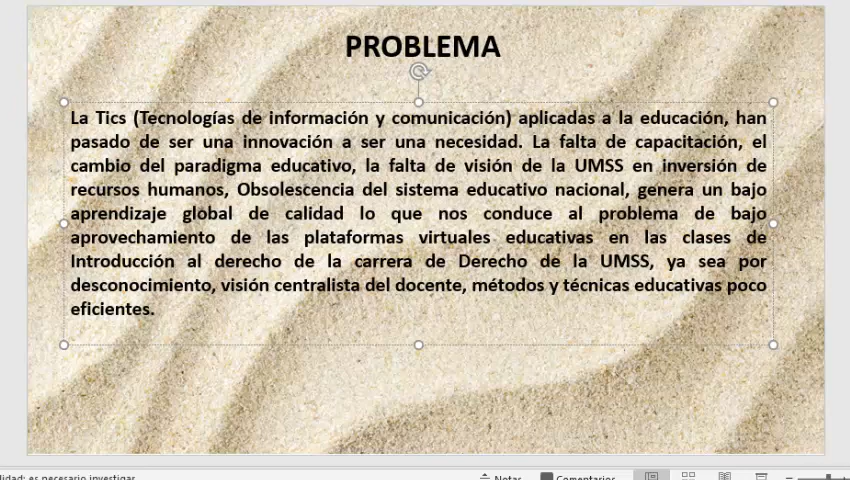 PROBLEMA
La Tics (Tecnologías de información y comunicación) aplicadas a la educación, han
pasado de ser una innovación a ser una necesidad. La falta de capacitación, el
cambio del paradigma educativo, la falta de visión de la UMSS en inversión de
recursos humanos, Obsolescencia del sistema educativo nacional, genera un bajo
aprendizaje global de calidad lo que nos conduce al problema de bajo
aprovechamiento de las plataformas virtuales educativas en las clases de
Introducción al derecho de la carrera de Derecho de la UMSS, ya sea por
desconocimiento, visión centralista del docente, métodos y técnicas educativas poco
eficientes.
lidad: es necesario investigar Notas Comentarios